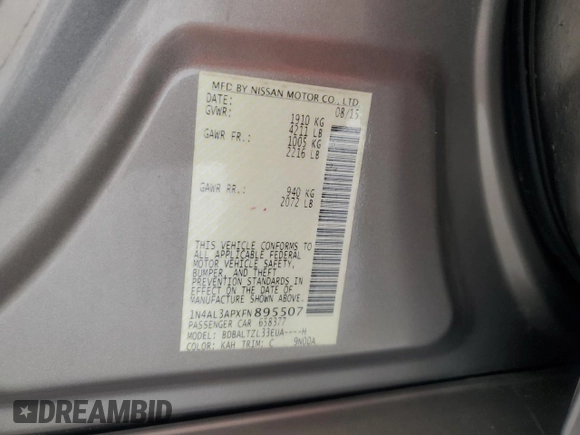 MFD BY NISSAN MOTOR CO., LTD
DATE: 08/15
GVWR: 1910 KG
4211 LB
GAWR FR.: 1005 KG
2216 LB
GAWR RR.: 940 KG
2072 LB
THIS VEHICLE CONFORMS TO
ALL APPLICABLE FEDERAL
MOTOR VEHICLE SAFETY,
BUMPER, AND THEFT
PREVENTION STANDARDS IN
EFFECT ON THE DATE OF
MANUFACTURE SHOWN ABOVE.
1N4AL3APXFN895507
PASSENGER CAR 658377
MODEL: BDBALTZL33EUA----H
COLOR: KAH TRIM: C 9N00A
DREAMBID